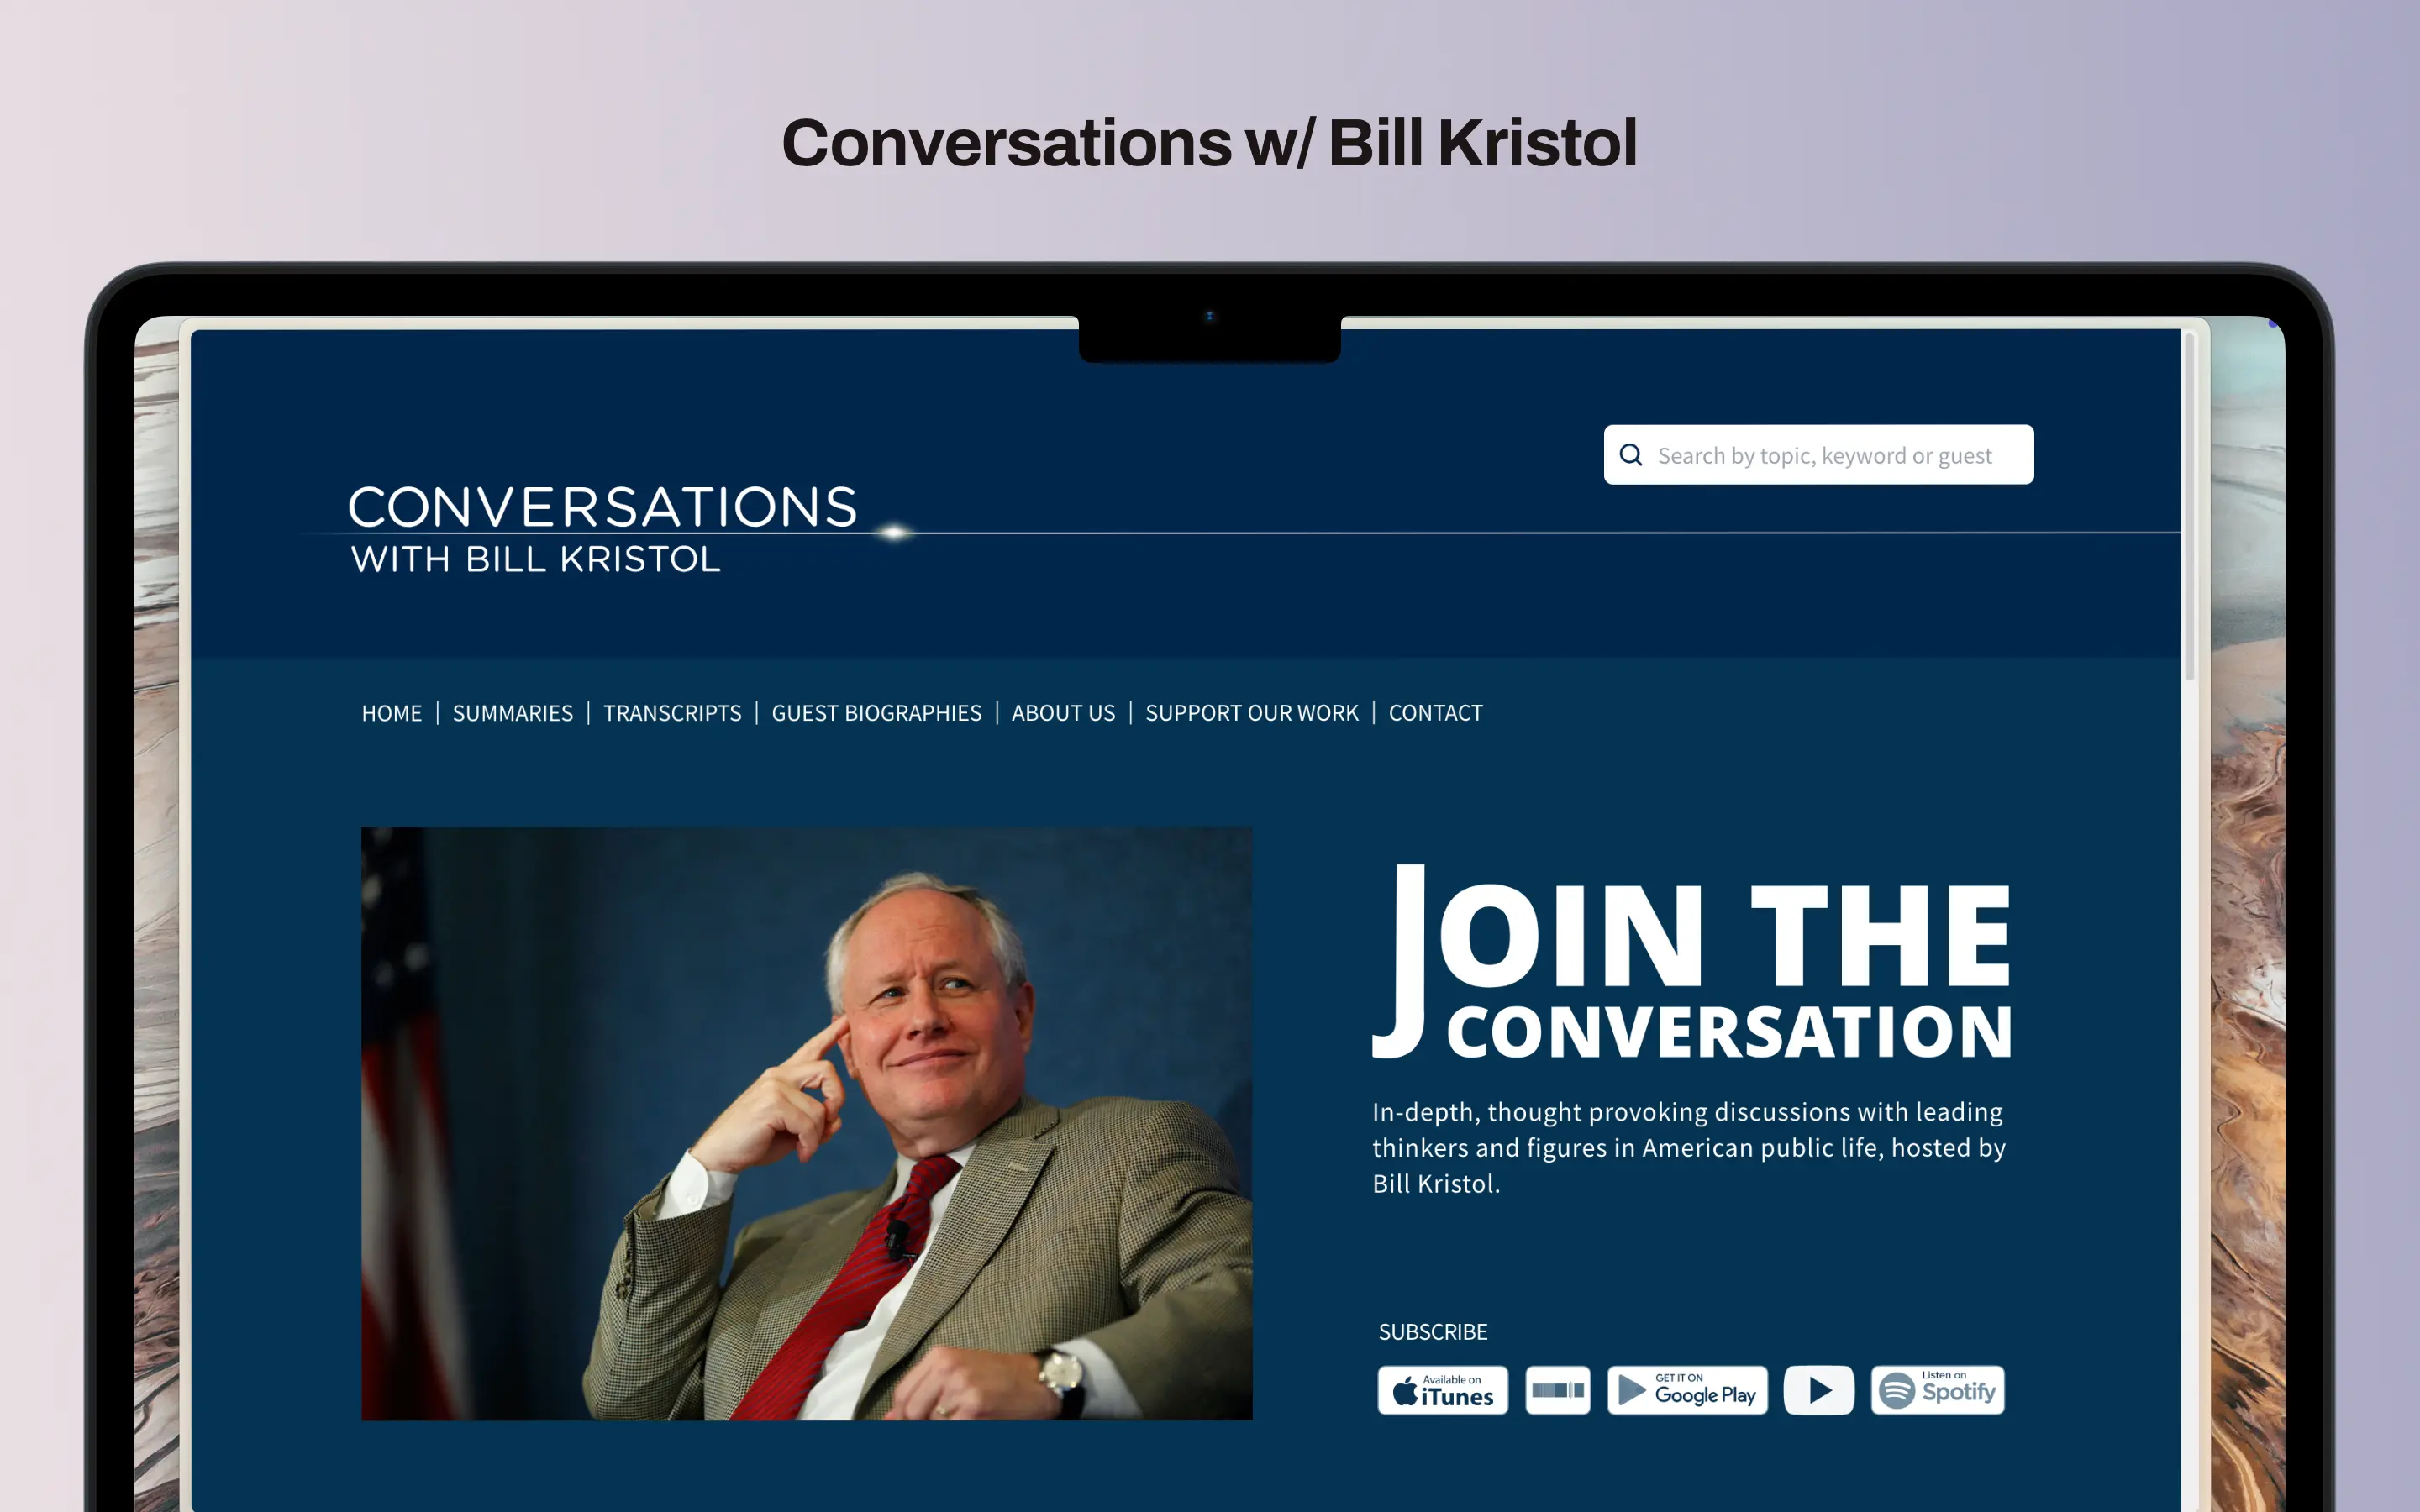 Conversations w/ Bill Kristol
Search by topic, keyword or guest
CONVERSATIONS
WITH BILL KRISTOL
HOME | SUMMARIES | TRANSCRIPTS | GUEST BIOGRAPHIES | ABOUT US | SUPPORT OUR WORK | CONTACT
JOIN THE
CONVERSATION
In-depth, thought provoking discussions with leading
thinkers and figures in American public life, hosted by
Bill Kristol.
SUBSCRIBE
Available on
iTunes
GET IT ON
Google Play
Listen on
Spotify